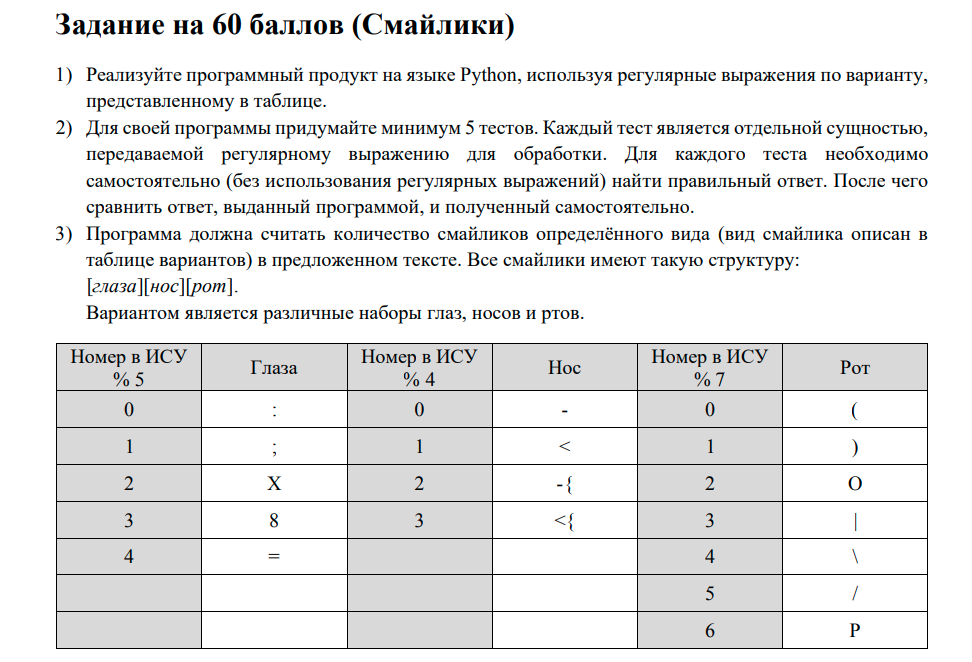 Задание на 60 баллов (Смайлики)
1) Реализуйте программный продукт на языке Python, используя регулярные выражения по варианту,
представленному в таблице.
2) Для своей программы придумайте минимум 5 тестов. Каждый тест является отдельной сущностью,
передаваемой регулярному выражению для обработки. Для каждого теста необходимо
самостоятельно (без использования регулярных выражений) найти правильный ответ. После чего
сравнить ответ, выданный программой, и полученный самостоятельно.
3) Программа должна считать количество смайликов определённого вида (вид смайлика описан в
таблице вариантов) в предложенном тексте. Все смайлики имеют такую структуру:
[глаза][нос][рот].
Вариантом является различные наборы глаз, носов и ртов.
Номер в ИСУ % 5 Глаза Номер в ИСУ % 4 Нос Номер в ИСУ % 7 Рот
0 : 0 - 0 (
1 ; 1 < 1 )
2 X 2 -{ 2 O
3 8 3 <{ 3 |
4 = 4 \
5 /
6 P